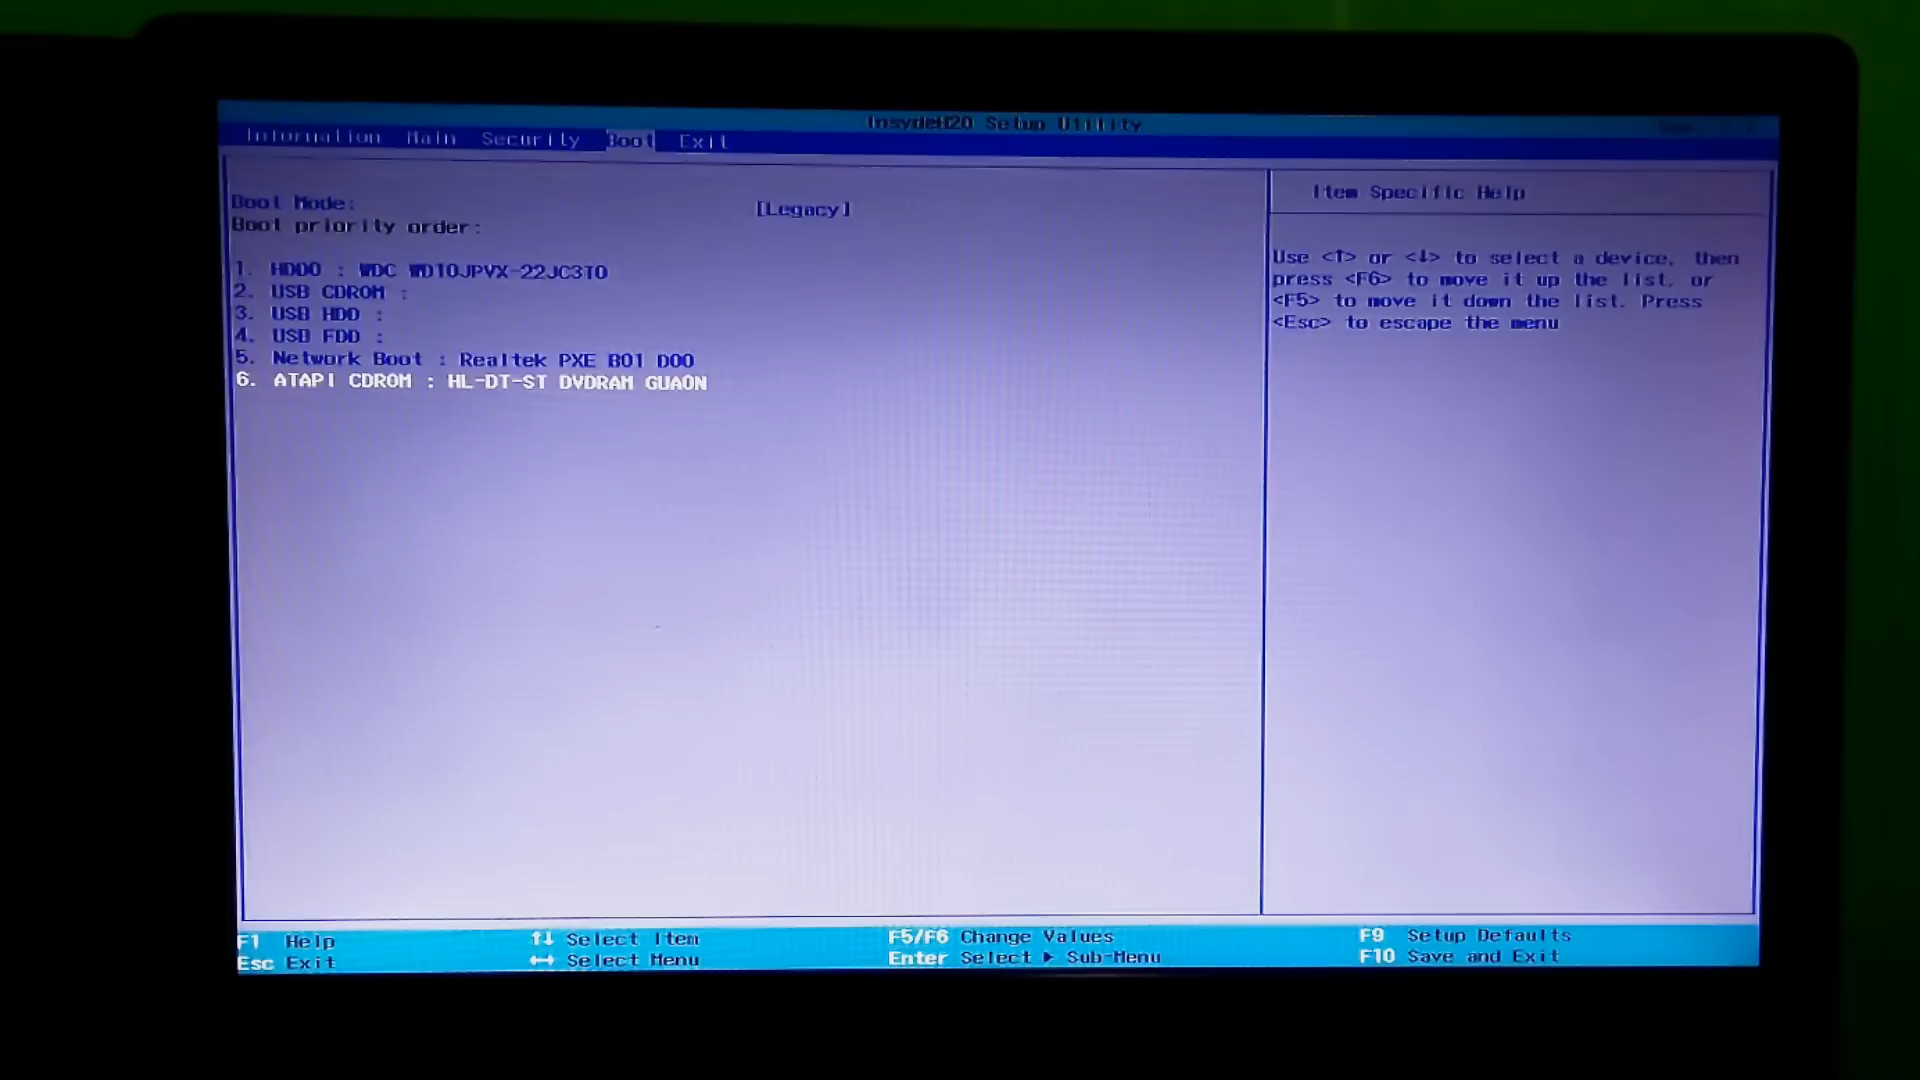 InsydeH20 Setup Utility
Information Main Security Boot Exit
Boot Mode: [Legacy]
Boot priority order:
1. HDD0 : WDC WD10JPVX-22JC3T0
2. USB CDROM :
3. USB HDD :
4. USB FDD :
5. Network Boot : Realtek PXE B01 D00
6. ATAPI CDROM : HL-DT-ST DVDRAM GUA0N
Item Specific Help
Use <↑> or <↓> to select a device, then
press <F6> to move it up the list, or
<F5> to move it down the list. Press
<Esc> to escape the menu
F1 Help ↑↓ Select Item F5/F6 Change Values F9 Setup Defaults
Esc Exit ↔ Select Menu Enter Select ▶ Sub-Menu F10 Save and Exit